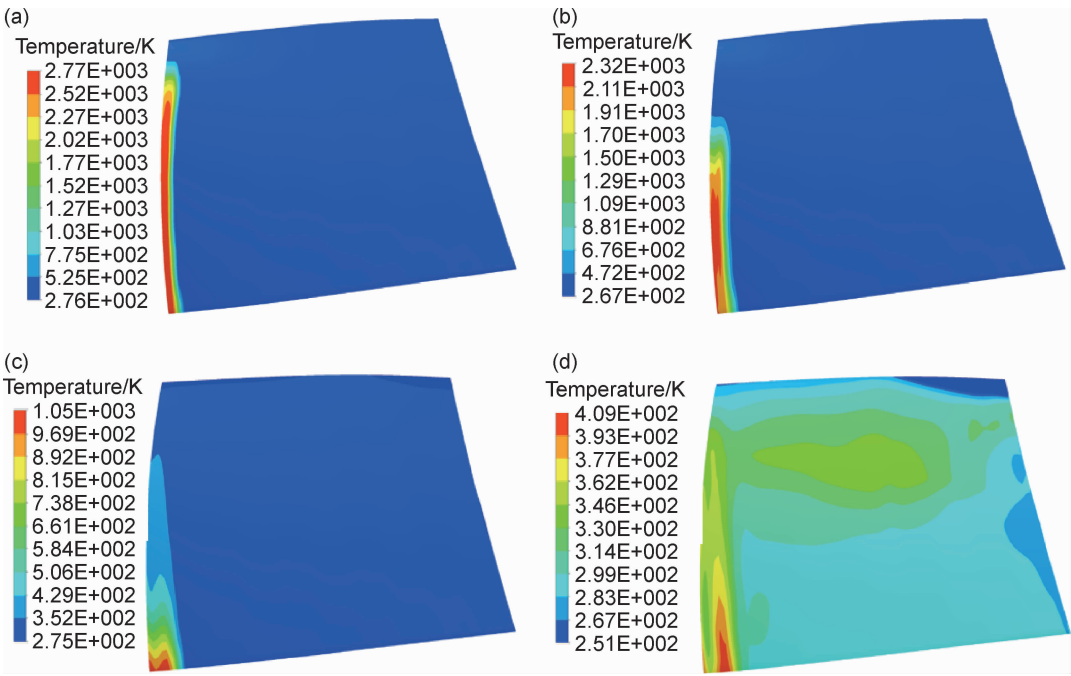 (a)
Temperature/K
2.77E+003
2.52E+003
2.27E+003
2.02E+003
1.77E+003
1.52E+003
1.27E+003
1.03E+003
7.75E+002
5.25E+002
2.76E+002
(b)
Temperature/K
2.32E+003
2.11E+003
1.91E+003
1.70E+003
1.50E+003
1.29E+003
1.09E+003
8.81E+002
6.76E+002
4.72E+002
2.67E+002
(c)
Temperature/K
1.05E+003
9.69E+002
8.92E+002
8.15E+002
7.38E+002
6.61E+002
5.84E+002
5.06E+002
4.29E+002
3.52E+002
2.75E+002
(d)
Temperature/K
4.09E+002
3.93E+002
3.77E+002
3.62E+002
3.46E+002
3.30E+002
3.14E+002
2.99E+002
2.83E+002
2.67E+002
2.51E+002